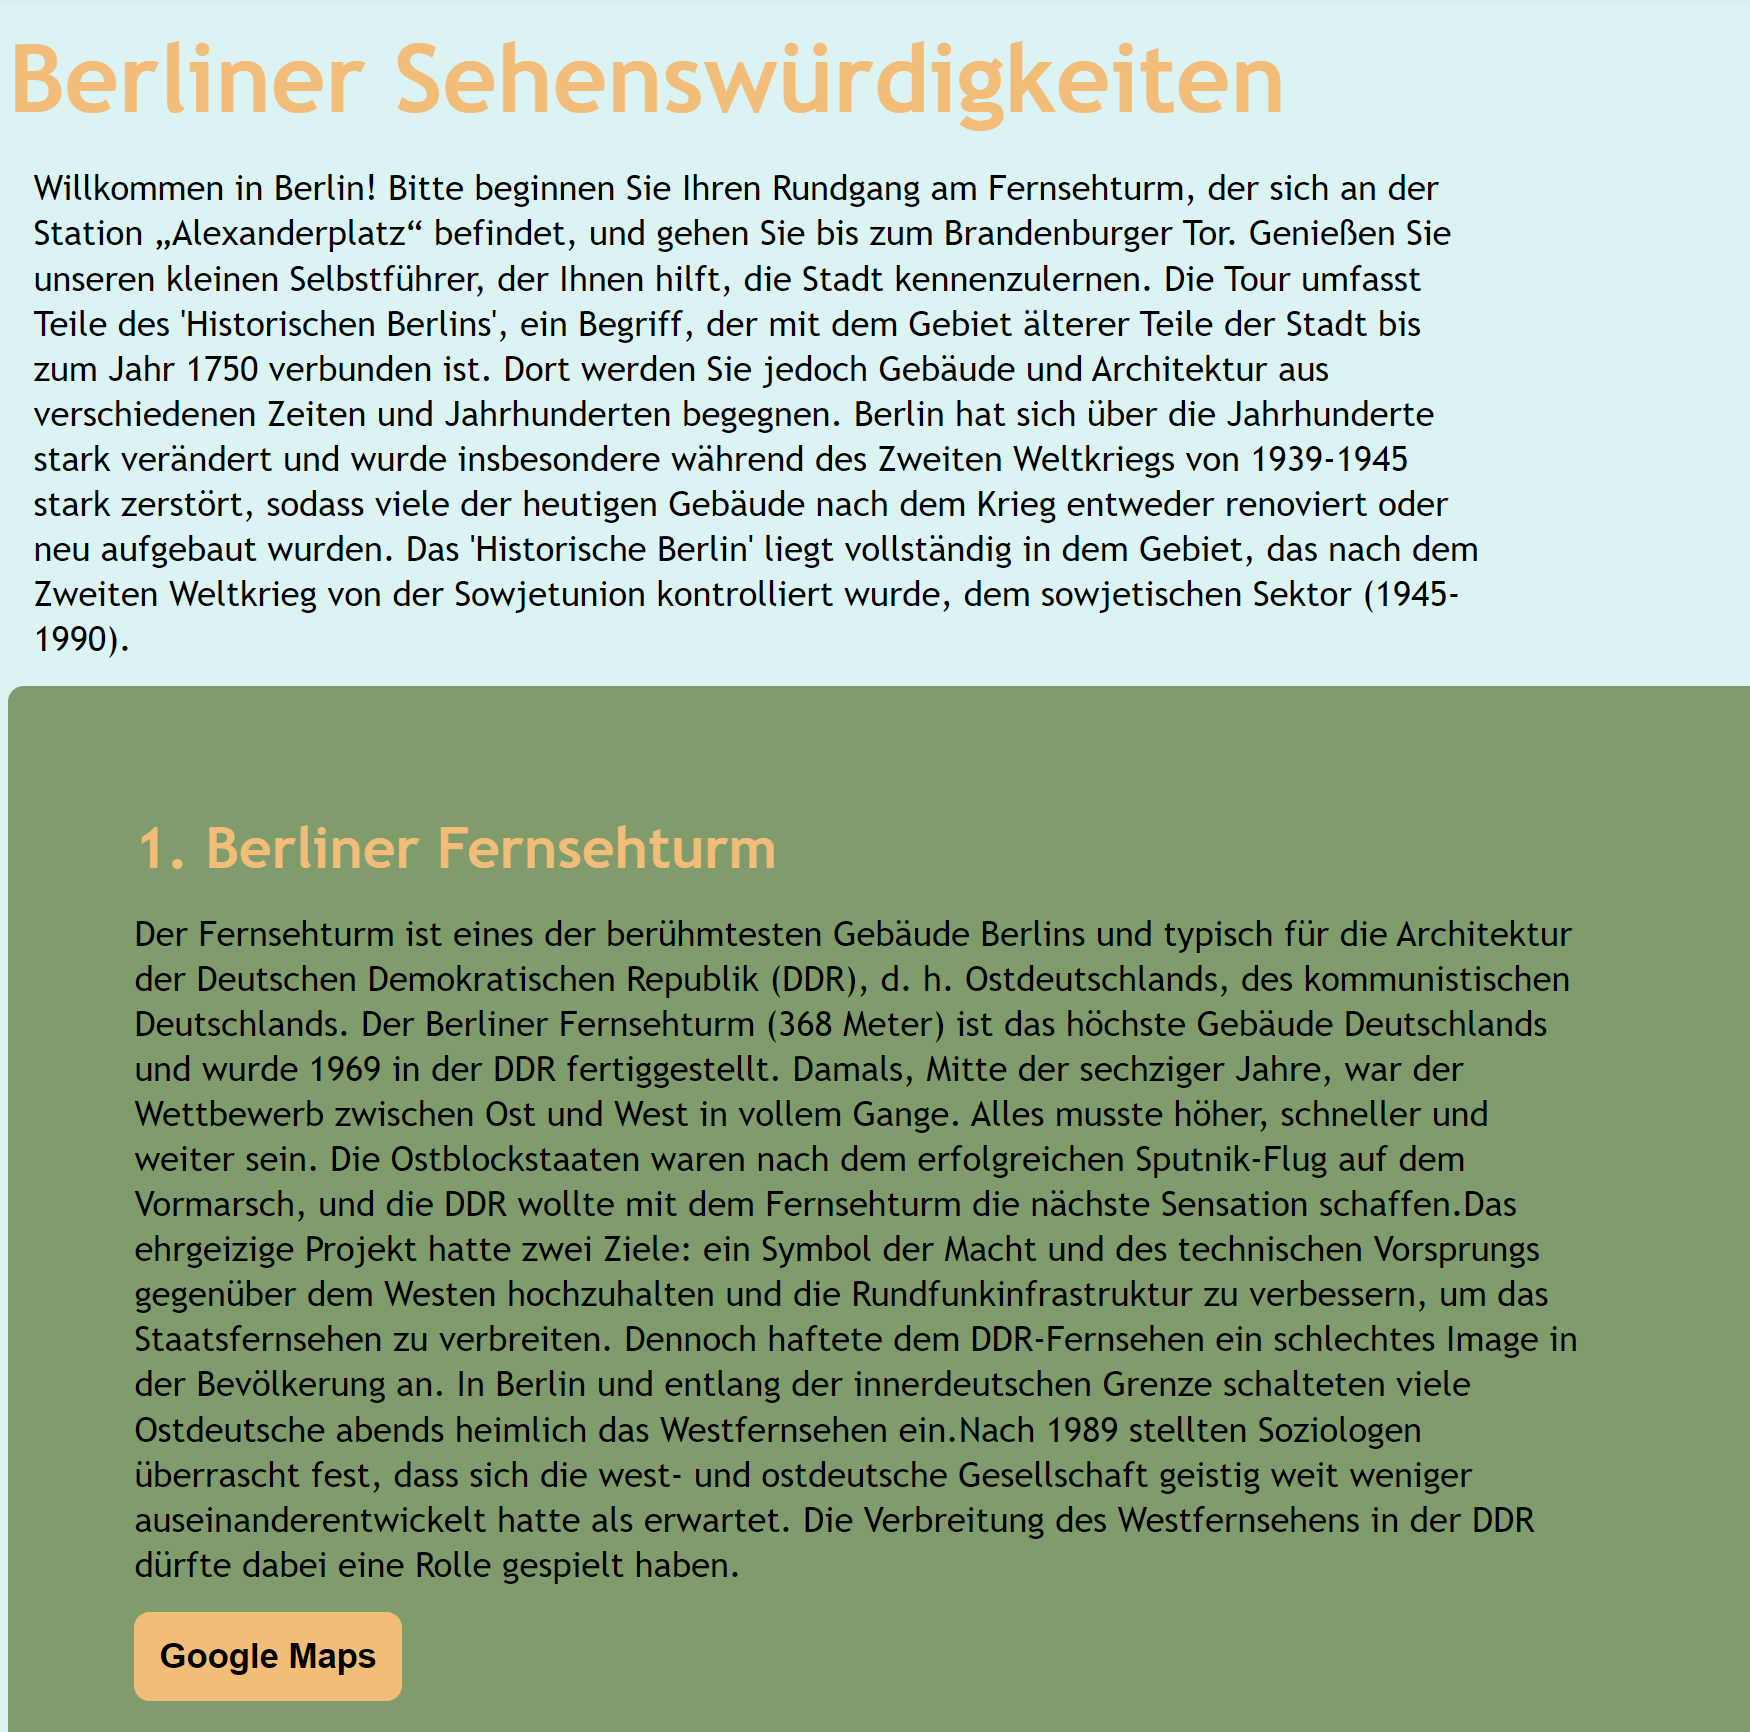 Berliner Sehenswürdigkeiten
Willkommen in Berlin! Bitte beginnen Sie Ihren Rundgang am Fernsehturm, der sich an der
Station „Alexanderplatz“ befindet, und gehen Sie bis zum Brandenburger Tor. Genießen Sie
unseren kleinen Selbstführer, der Ihnen hilft, die Stadt kennenzulernen. Die Tour umfasst
Teile des 'Historischen Berlins', ein Begriff, der mit dem Gebiet älterer Teile der Stadt bis
zum Jahr 1750 verbunden ist. Dort werden Sie jedoch Gebäude und Architektur aus
verschiedenen Zeiten und Jahrhunderten begegnen. Berlin hat sich über die Jahrhunderte
stark verändert und wurde insbesondere während des Zweiten Weltkriegs von 1939-1945
stark zerstört, sodass viele der heutigen Gebäude nach dem Krieg entweder renoviert oder
neu aufgebaut wurden. Das 'Historische Berlin' liegt vollständig in dem Gebiet, das nach dem
Zweiten Weltkrieg von der Sowjetunion kontrolliert wurde, dem sowjetischen Sektor (1945-
1990).
1. Berliner Fernsehturm
Der Fernsehturm ist eines der berühmtesten Gebäude Berlins und typisch für die Architektur
der Deutschen Demokratischen Republik (DDR), d. h. Ostdeutschlands, des kommunistischen
Deutschlands. Der Berliner Fernsehturm (368 Meter) ist das höchste Gebäude Deutschlands
und wurde 1969 in der DDR fertiggestellt. Damals, Mitte der sechziger Jahre, war der
Wettbewerb zwischen Ost und West in vollem Gange. Alles musste höher, schneller und
weiter sein. Die Ostblockstaaten waren nach dem erfolgreichen Sputnik-Flug auf dem
Vormarsch, und die DDR wollte mit dem Fernsehturm die nächste Sensation schaffen.Das
ehrgeizige Projekt hatte zwei Ziele: ein Symbol der Macht und des technischen Vorsprungs
gegenüber dem Westen hochzuhalten und die Rundfunkinfrastruktur zu verbessern, um das
Staatsfernsehen zu verbreiten. Dennoch haftete dem DDR-Fernsehen ein schlechtes Image in
der Bevölkerung an. In Berlin und entlang der innerdeutschen Grenze schalteten viele
Ostdeutsche abends heimlich das Westfernsehen ein.Nach 1989 stellten Soziologen
überrascht fest, dass sich die west- und ostdeutsche Gesellschaft geistig weit weniger
auseinanderentwickelt hatte als erwartet. Die Verbreitung des Westfernsehens in der DDR
dürfte dabei eine Rolle gespielt haben.
Google Maps